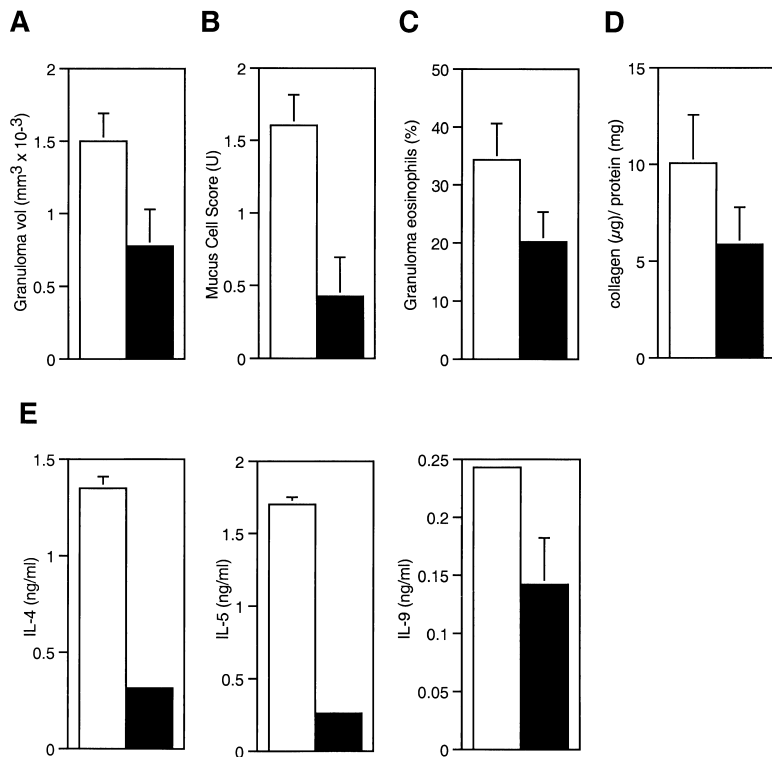 A
B
C
D
Granuloma vol (mm3 x 10-3)
2
1.5
1
0.5
0
Mucus Cell Score (U)
2
1.5
1
0.5
0
Granuloma eosinophils (%)
50
40
30
20
10
0
collagen (µg)/ protein (mg)
15
10
5
0
E
IL-4 (ng/ml)
1.5
1
0.5
0
IL-5 (ng/ml)
2
1.5
1
0.5
0
IL-9 (ng/ml)
0.25
0.2
0.15
0.1
0.05
0